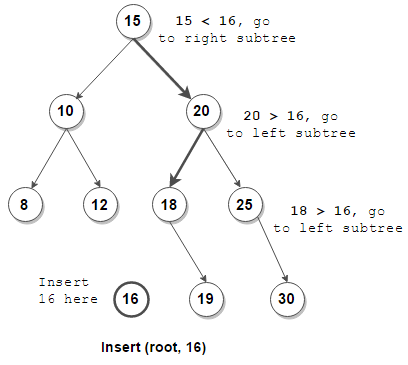 15
15 < 16, go
to right subtree
10
20
20 > 16, go
to left subtree
8
12
18
25
18 > 16, go
to left subtree
Insert
16 here
16
19
30
Insert (root, 16)